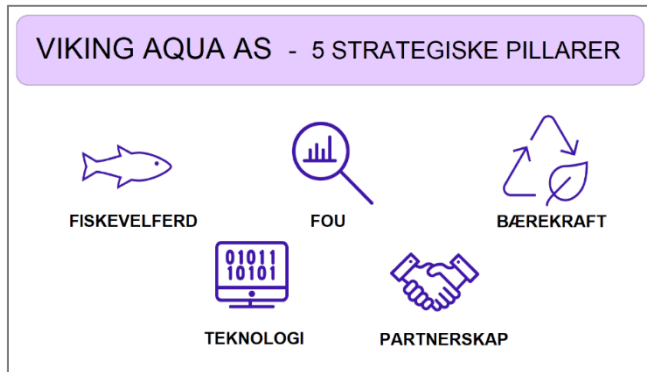 VIKING AQUA AS - 5 STRATEGISKE PILLARER
FISKEVELFERD
FOU
BÆREKRAFT
01011
10101
TEKNOLOGI
PARTNERSKAP